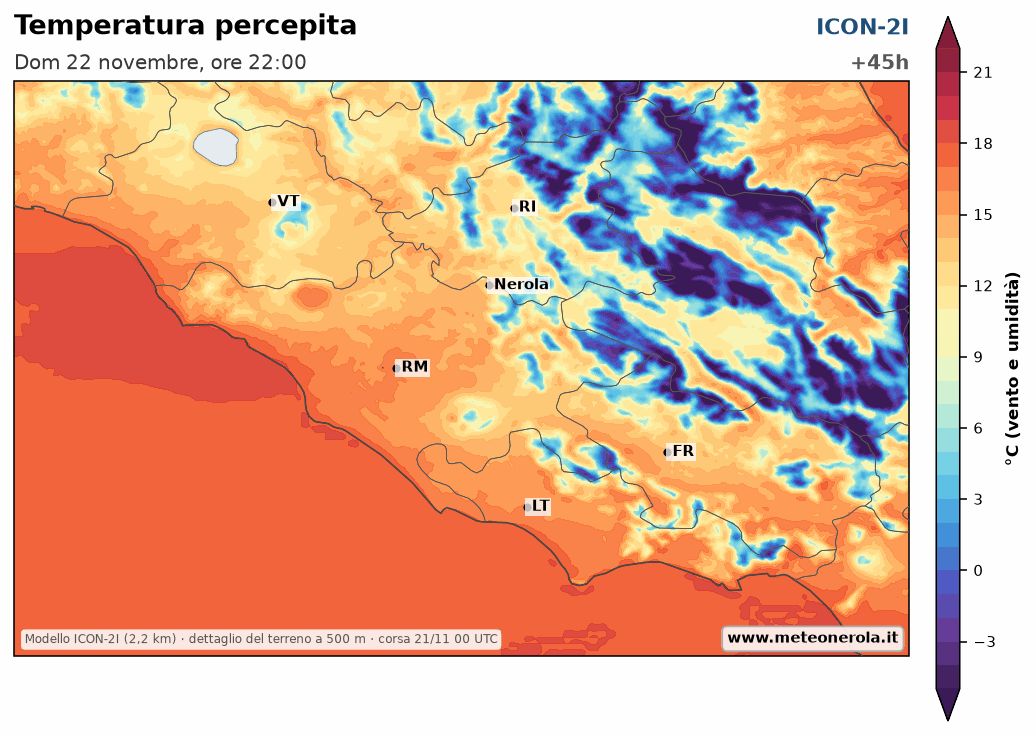 Temperatura percepita
ICON-2I
Dom 22 novembre, ore 22:00
+45h
VT
RI
Nerola
RM
FR
LT
21
18
15
12
9
6
3
0
−3
°C (vento e umidità)
Modello ICON-2I (2,2 km) · dettaglio del terreno a 500 m · corsa 21/11 00 UTC
www.meteonerola.it